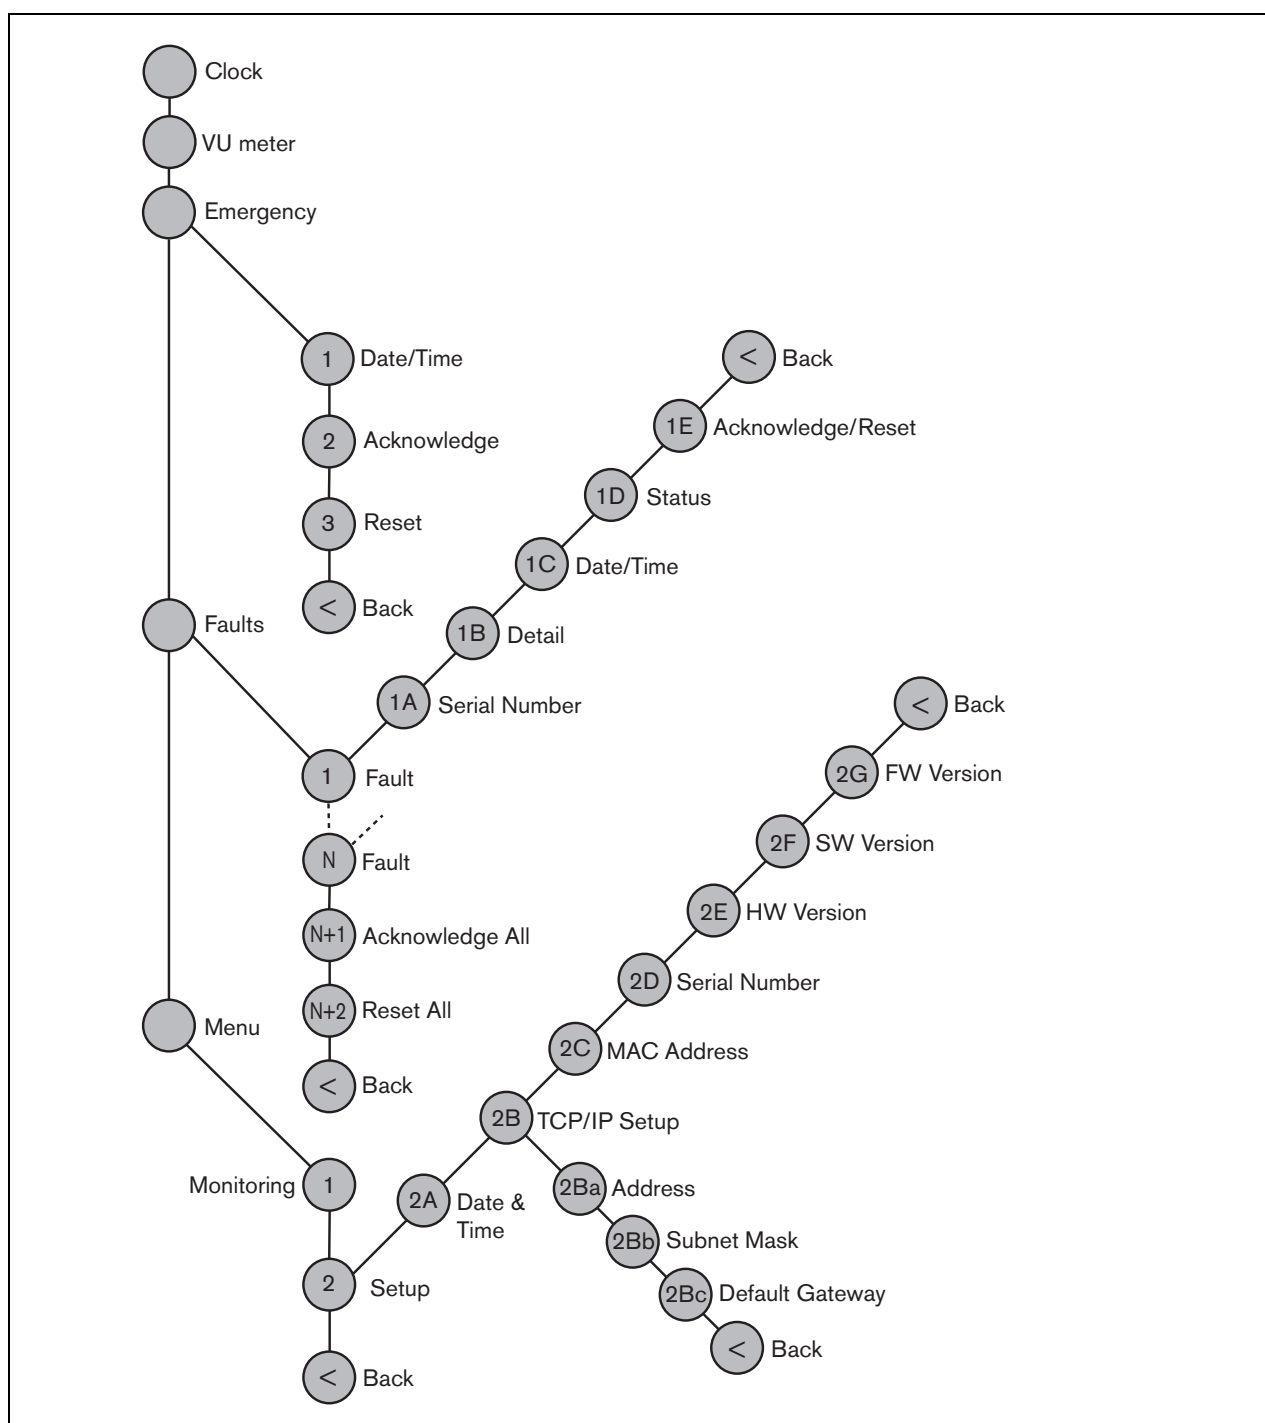 Clock
VU meter
Emergency
1 Date/Time
< Back
1E Acknowledge/Reset
2 Acknowledge
1D Status
3 Reset
1C Date/Time
< Back
Faults
1B Detail
1A Serial Number
< Back
1 Fault
2G FW Version
N Fault
2F SW Version
2E HW Version
N+1 Acknowledge All
2D Serial Number
N+2 Reset All
Menu
2C MAC Address
< Back
2B TCP/IP Setup
Monitoring 1
2A Date &
Time
2Ba Address
2Bb Subnet Mask
2 Setup
2Bc Default Gateway
< Back
< Back